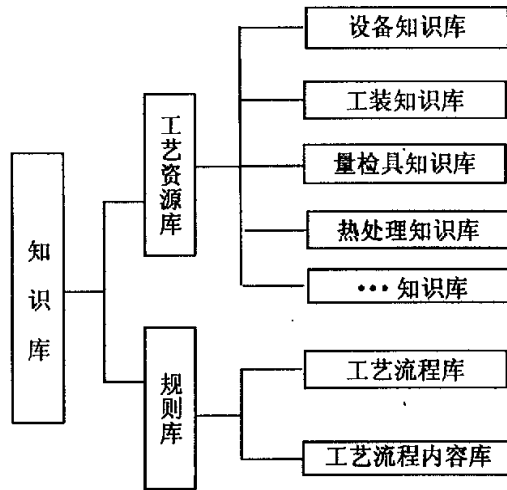 知识库
工艺资源库
规则库
设备知识库
工装知识库
量检具知识库
热处理知识库
•••知识库
工艺流程库
工艺流程内容库